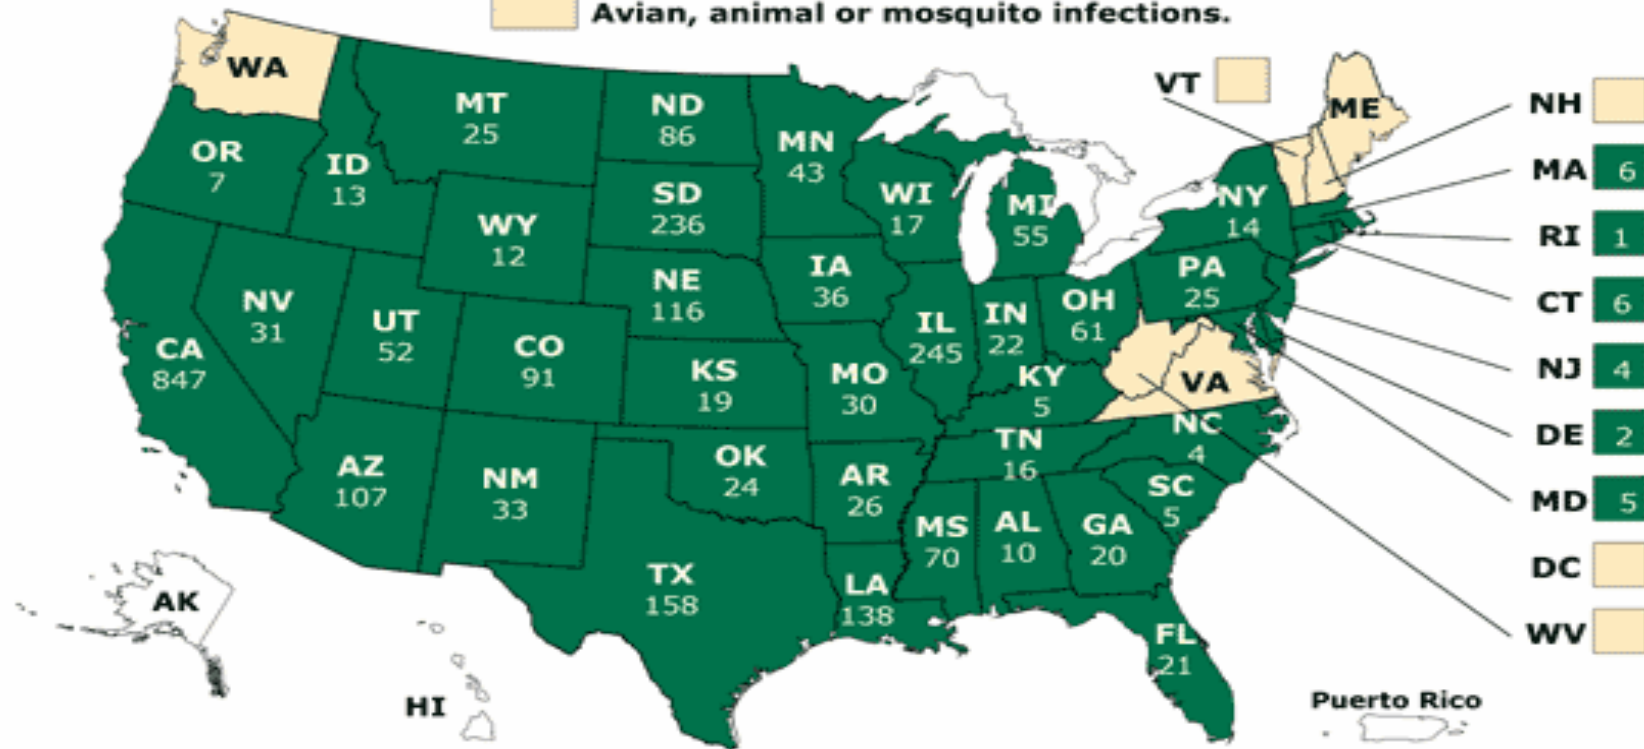 Avian, animal or mosquito infections.
WA
MT
25
ND
86
MN
43
VT
ME
NH
OR
7
ID
13
SD
236
WI
17
MI
55
NY
14
MA 6
WY
12
RI 1
NV
31
UT
52
NE
116
IA
36
PA
25
CT 6
CA
847
CO
91
IL
245
IN
22
OH
61
NJ 4
KS
19
MO
30
KY
5
VA
DE 2
AZ
107
NM
33
OK
24
AR
26
TN
16
NC
4
MD 5
SC
5
MS
70
AL
10
GA
20
DC
TX
158
LA
138
AK
WV
FL
21
HI
Puerto Rico